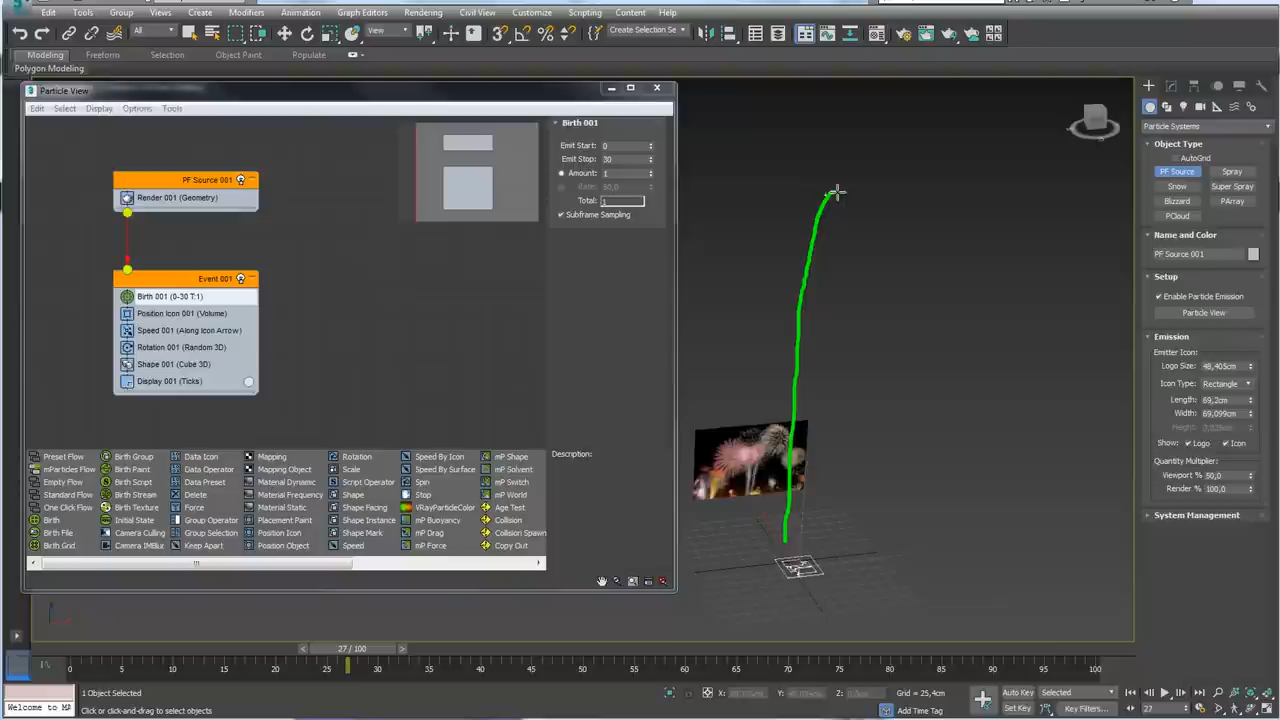 Edit Tools Group Views Create Modifiers Animation Graph Editors Rendering Civil View Customize Scripting Content Help
All View Create Selection Se
Modeling Freeform Selection Object Paint Populate
Polygon Modeling
Particle View
Edit Select Display Options Tools
PF Source 001
Render 001 (Geometry)
Event 001
Birth 001 (0-30 T:1)
Position Icon 001 (Volume)
Speed 001 (Along Icon Arrow)
Rotation 001 (Random 3D)
Shape 001 (Cube 3D)
Display 001 (Ticks)
Birth 001
Emit Start: 0
Emit Stop: 30
Amount: 1
Total: 1
Subframe Sampling
Preset Flow Birth Group Data Icon Mapping Rotation Speed By Icon mP Shape
mParticles Flow Birth Paint Data Operator Mapping Object Scale Speed By Surface mP Solvent
Empty Flow Birth Script Data Preset Material Dynamic Script Operator Spin mP Switch
Standard Flow Birth Stream Delete Material Frequency Shape Stop mP World
One Click Flow Birth Texture Force Material Static Shape Facing VRayParticleColor Age Test
Birth Initial State Group Operator Placement Paint Shape Instance mP Buoyancy Collision
Birth File Camera Culling Group Selection Position Icon Shape Mark mP Drag Collision Spawn
Birth Grid Camera IMBlur Keep Apart Position Object Speed mP Force Copy Out
Description:
Particle Systems
Object Type
AutoGrid
PF Source Spray
Snow Super Spray
Blizzard PArray
PCloud
Name and Color
PF Source 001
Setup
Enable Particle Emission
Particle View
Emission
Emitter Icon:
Logo Size: 48,405cm
Icon Type: Rectangle
Length: 69,2cm
Width: 69,099cm
Show: Logo Icon
Quantity Multiplier:
Viewport % 50,0
Render % 100,0
System Management
27 / 100
0 5 10 15 20 25 30 35 40 45 50 55 60 65 70 75 80 85 90 95 100
1 Object Selected
Click or click-and-drag to select objects
Welcome to M
X: Y: Z: Grid = 25,4cm
Add Time Tag
Auto Key Selected
Set Key Key Filters... 27